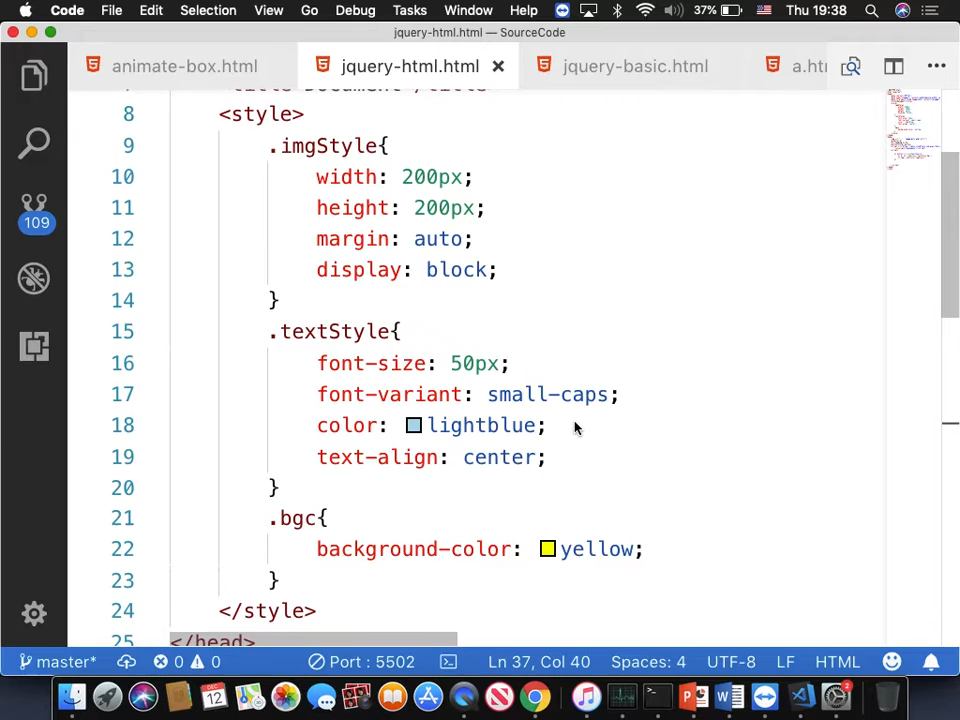 Code File Edit Selection View Go Debug Tasks Window Help 37% Thu 19:38
jquery-html.html — SourceCode
animate-box.html jquery-html.html jquery-basic.html
8 <style>
9 .imgStyle{
10 width: 200px;
11 height: 200px;
12 margin: auto;
13 display: block;
14 }
15 .textStyle{
16 font-size: 50px;
17 font-variant: small-caps;
18 color: lightblue;
19 text-align: center;
20 }
21 .bgc{
22 background-color: yellow;
23 }
24 </style>
25 </head>
109
master* 0 0 Port : 5502 Ln 37, Col 40 Spaces: 4 UTF-8 LF HTML
DEC
12
2